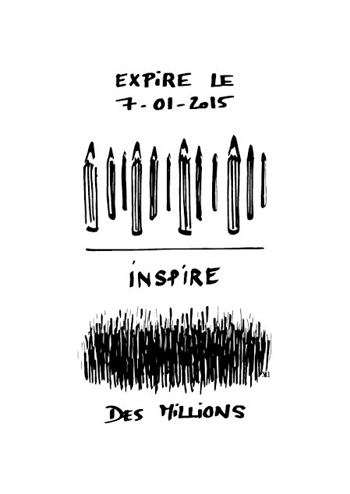 EXPIRE LE
7-01-2015
INSPIRE
DES MILLIONS